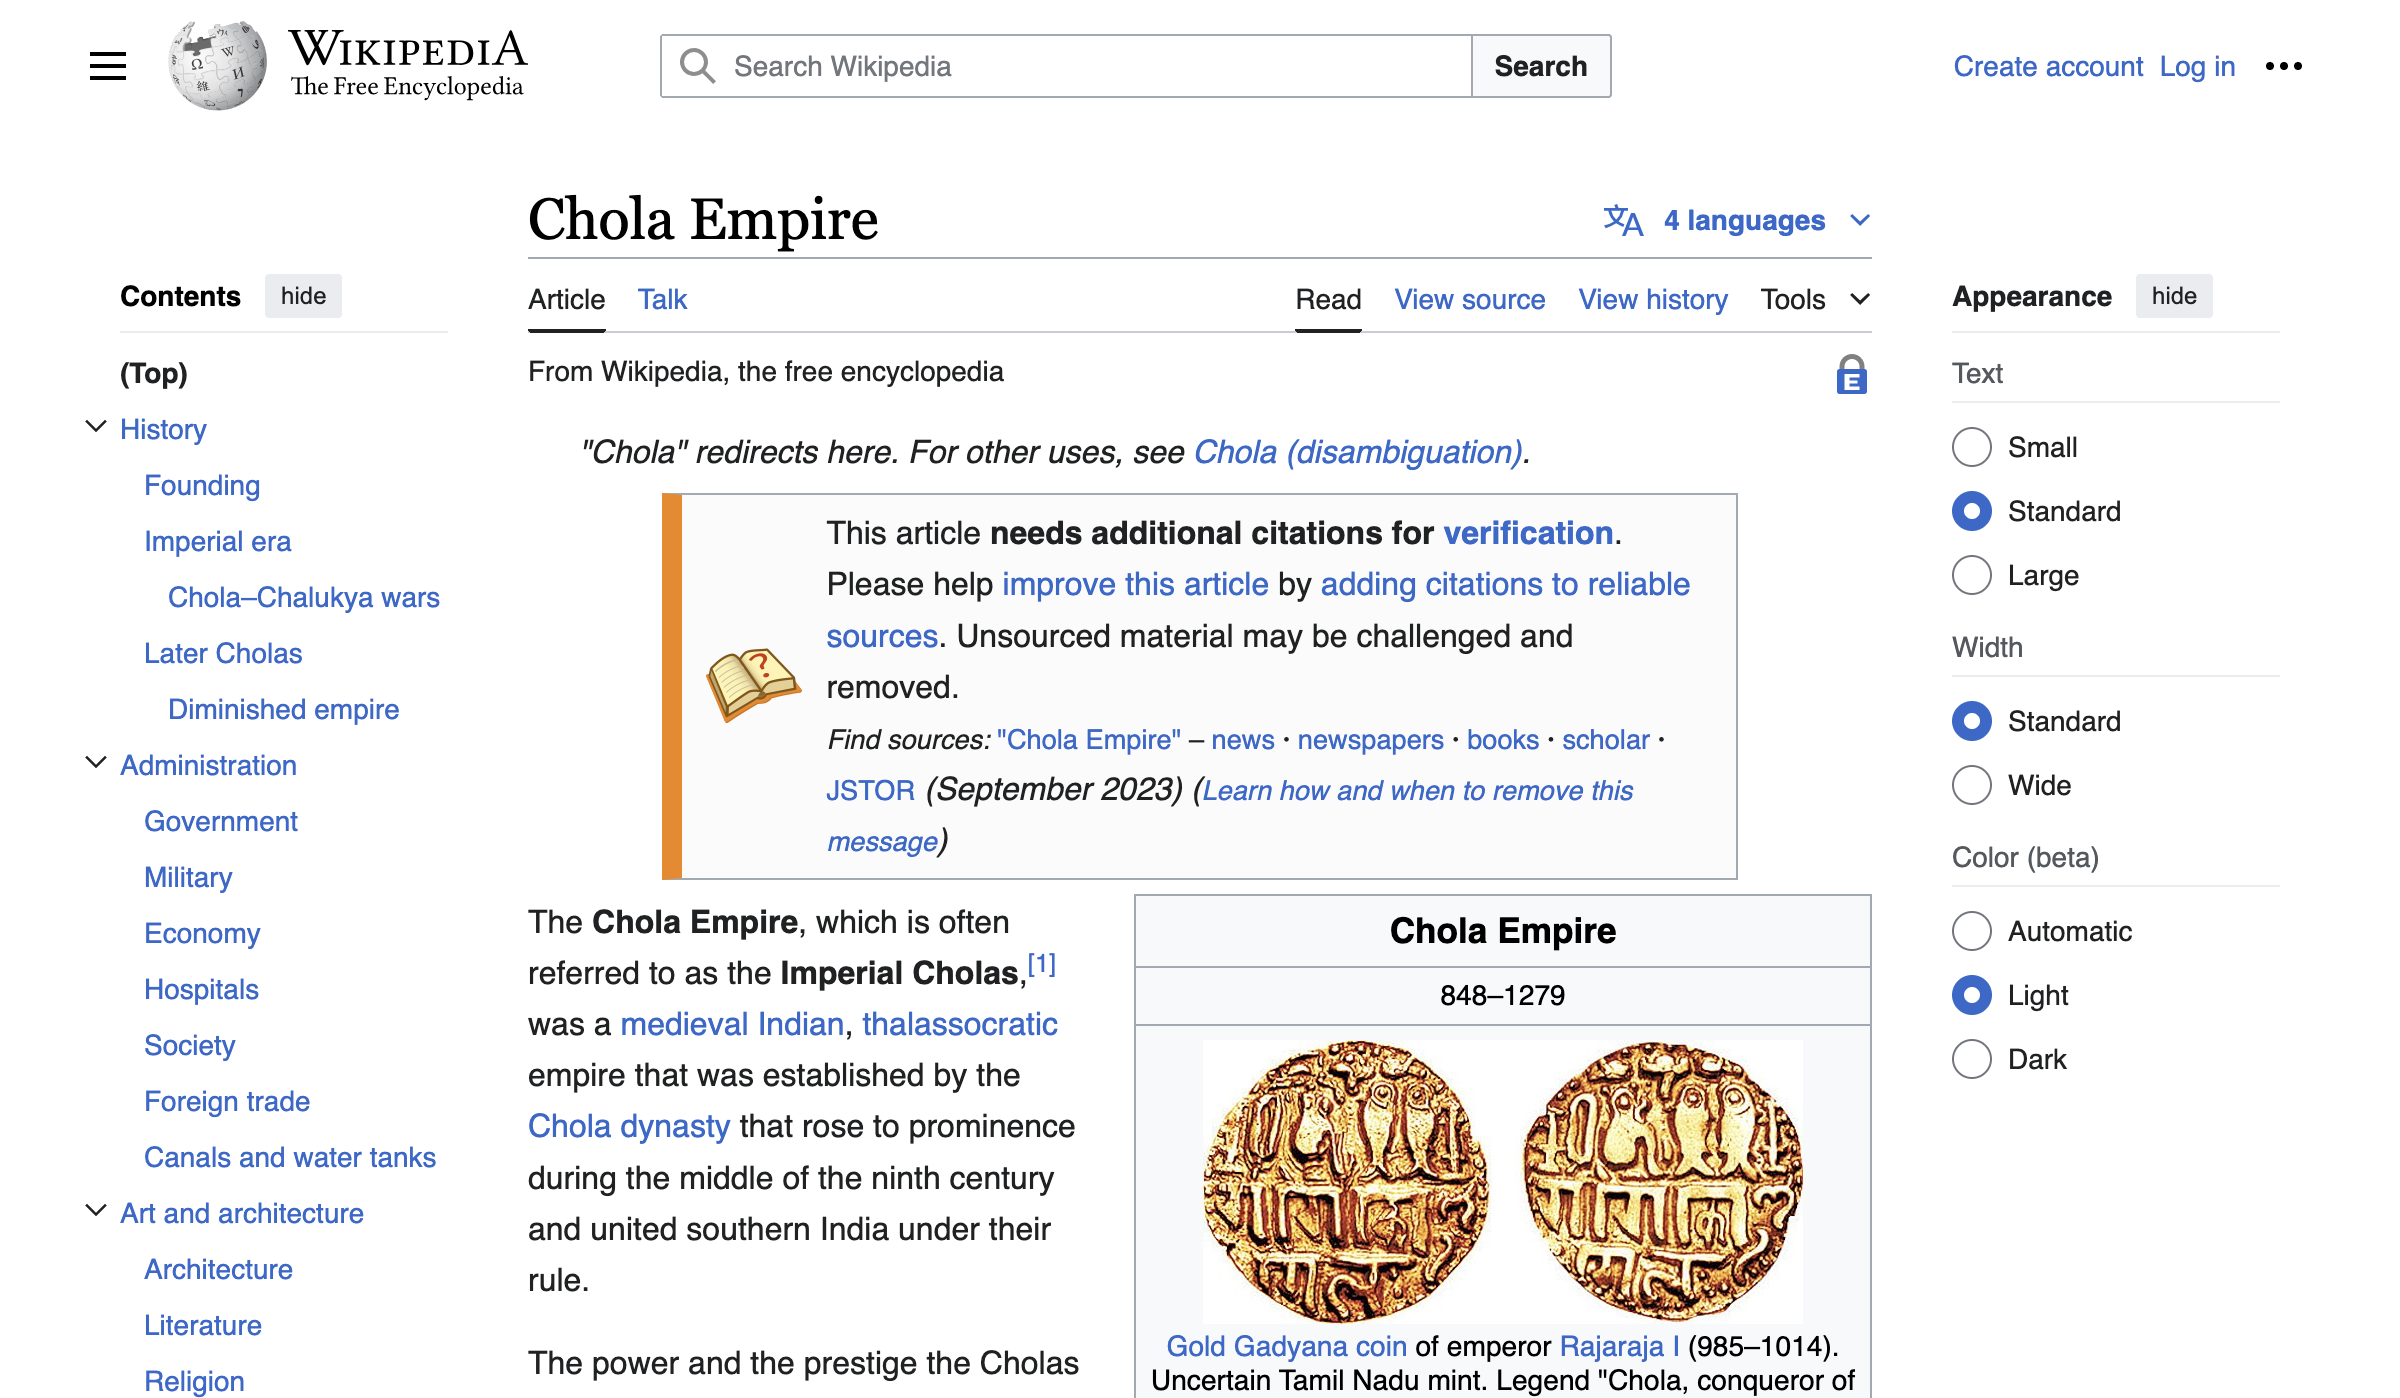 WIKIPEDIA
The Free Encyclopedia
Search Wikipedia
Search
Create account
Log in
Chola Empire
4 languages
Contents
hide
(Top)
History
Founding
Imperial era
Chola–Chalukya wars
Later Cholas
Diminished empire
Administration
Government
Military
Economy
Hospitals
Society
Foreign trade
Canals and water tanks
Art and architecture
Architecture
Literature
Religion
Article
Talk
Read
View source
View history
Tools
From Wikipedia, the free encyclopedia
E
"Chola" redirects here. For other uses, see Chola (disambiguation).
This article needs additional citations for verification.
Please help improve this article by adding citations to reliable
sources. Unsourced material may be challenged and
removed.
Find sources: "Chola Empire" – news · newspapers · books · scholar ·
JSTOR (September 2023) (Learn how and when to remove this
message)
The Chola Empire, which is often
referred to as the Imperial Cholas,[1]
was a medieval Indian, thalassocratic
empire that was established by the
Chola dynasty that rose to prominence
during the middle of the ninth century
and united southern India under their
rule.
The power and the prestige the Cholas
Chola Empire
848–1279
Gold Gadyana coin of emperor Rajaraja I (985–1014).
Uncertain Tamil Nadu mint. Legend "Chola, conqueror of
Appearance
hide
Text
Small
Standard
Large
Width
Standard
Wide
Color (beta)
Automatic
Light
Dark